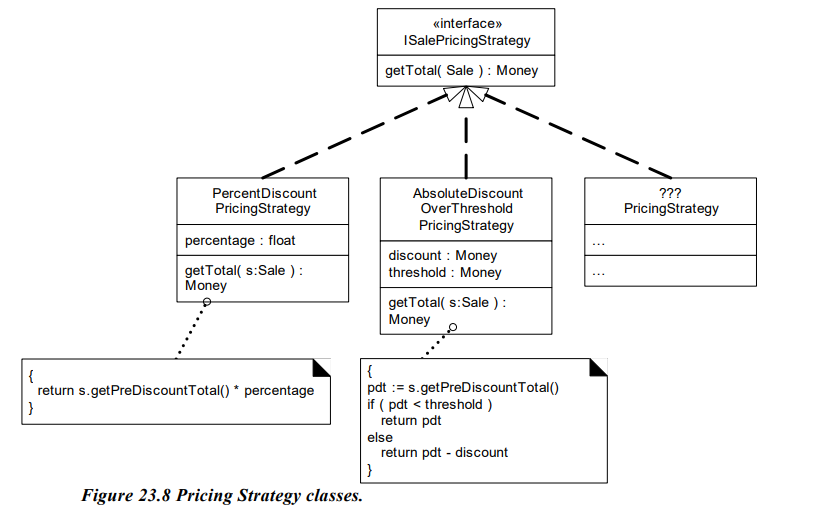 «interface»
ISalePricingStrategy
getTotal( Sale ) : Money
PercentDiscount
PricingStrategy
percentage : float
getTotal( s:Sale ) :
Money
AbsoluteDiscount
OverThreshold
PricingStrategy
discount : Money
threshold : Money
getTotal( s:Sale ) :
Money
???
PricingStrategy
...
...
{
return s.getPreDiscountTotal() * percentage
}
{
pdt := s.getPreDiscountTotal()
if ( pdt < threshold )
return pdt
else
return pdt - discount
}
Figure 23.8 Pricing Strategy classes.